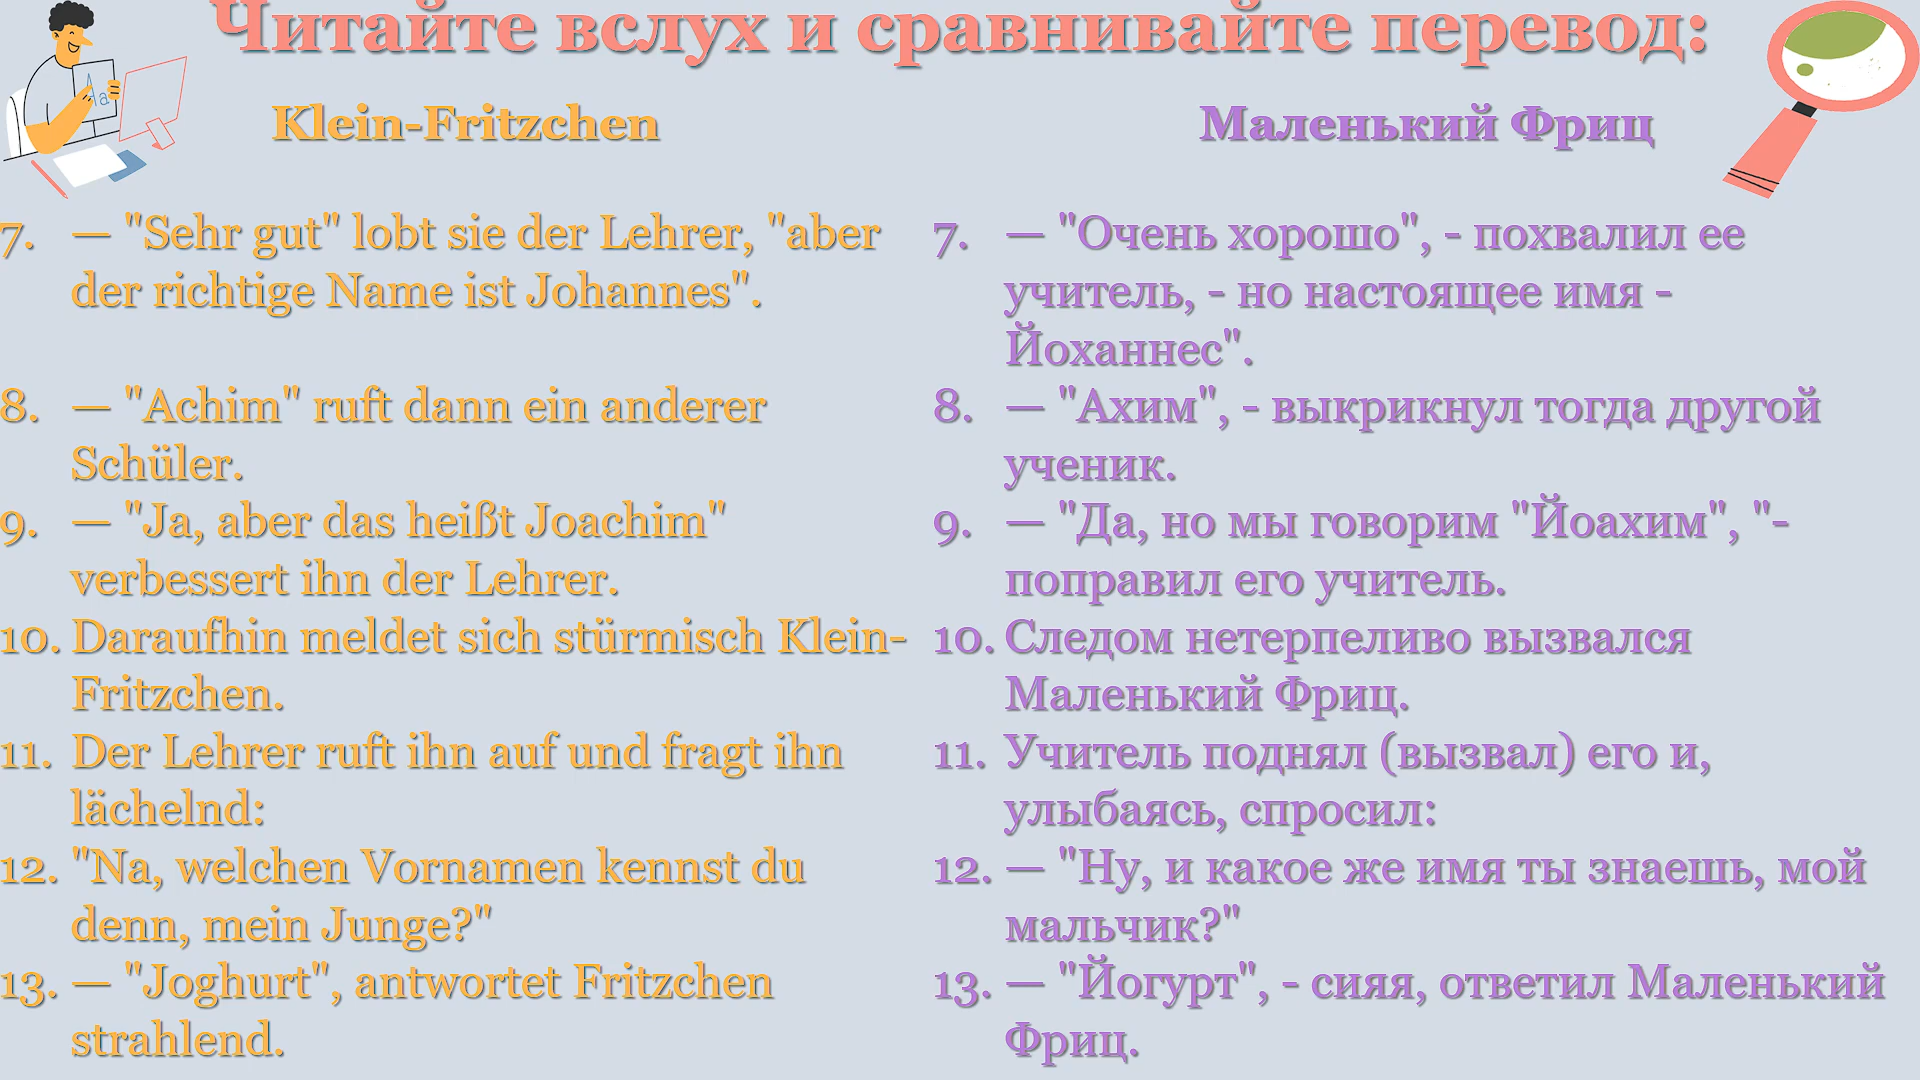 Читайте вслух и сравнивайте перевод:
Klein-Fritzchen
7. — "Sehr gut" lobt sie der Lehrer, "aber
der richtige Name ist Johannes".
8. — "Achim" ruft dann ein anderer
Schüler.
9. — "Ja, aber das heißt Joachim"
verbessert ihn der Lehrer.
10. Daraufhin meldet sich stürmisch Klein-
Fritzchen.
11. Der Lehrer ruft ihn auf und fragt ihn
lächelnd:
12. "Na, welchen Vornamen kennst du
denn, mein Junge?"
13. — "Joghurt", antwortet Fritzchen
strahlend.
Маленький Фриц
7. — "Очень хорошо", - похвалил ее
учитель, - но настоящее имя -
Йоханнес".
8. — "Ахим", - выкрикнул тогда другой
ученик.
9. — "Да, но мы говорим "Йоахим", "-
поправил его учитель.
10. Следом нетерпеливо вызвался
Маленький Фриц.
11. Учитель поднял (вызвал) его и,
улыбаясь, спросил:
12. — "Ну, и какое же имя ты знаешь, мой
мальчик?"
13. — "Йогурт", - сияя, ответил Маленький
Фриц.